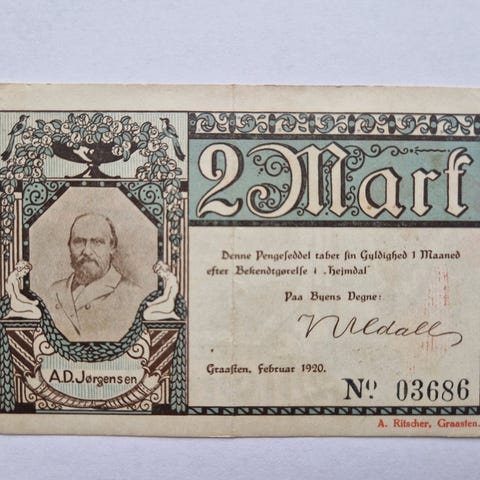 2 Mark
Denne Pengeseddel taber sin Gyldighed 1 Maaned
efter Bekendtgørelse i „Hejmdal“
Paa Byens Vegne:
Graasten, Februar 1920.
No 03686
A.D. Jørgensen
A. Ritscher, Graasten.